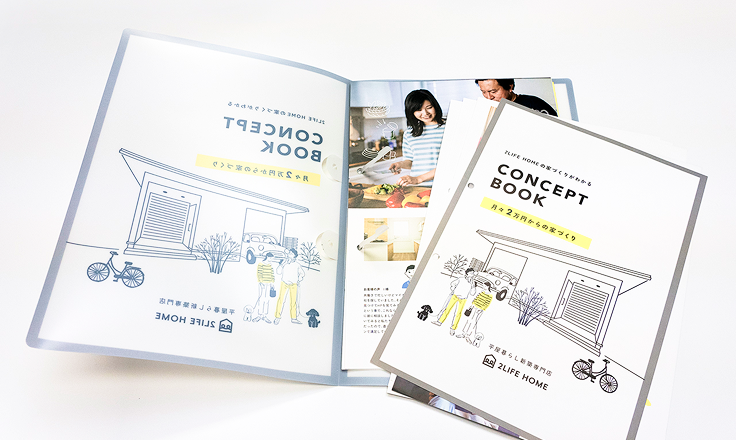 2LIFE HOMEの家づくりがわかる
CONCEPT
BOOK
月々2万円からの家づくり
平屋暮らし新築専門店
2LIFE HOME
2LIFE HOMEの家づくりがわかる
CONCEPT
BOOK
月々2万円からの家づくり
平屋暮らし新築専門店
2LIFE HOME